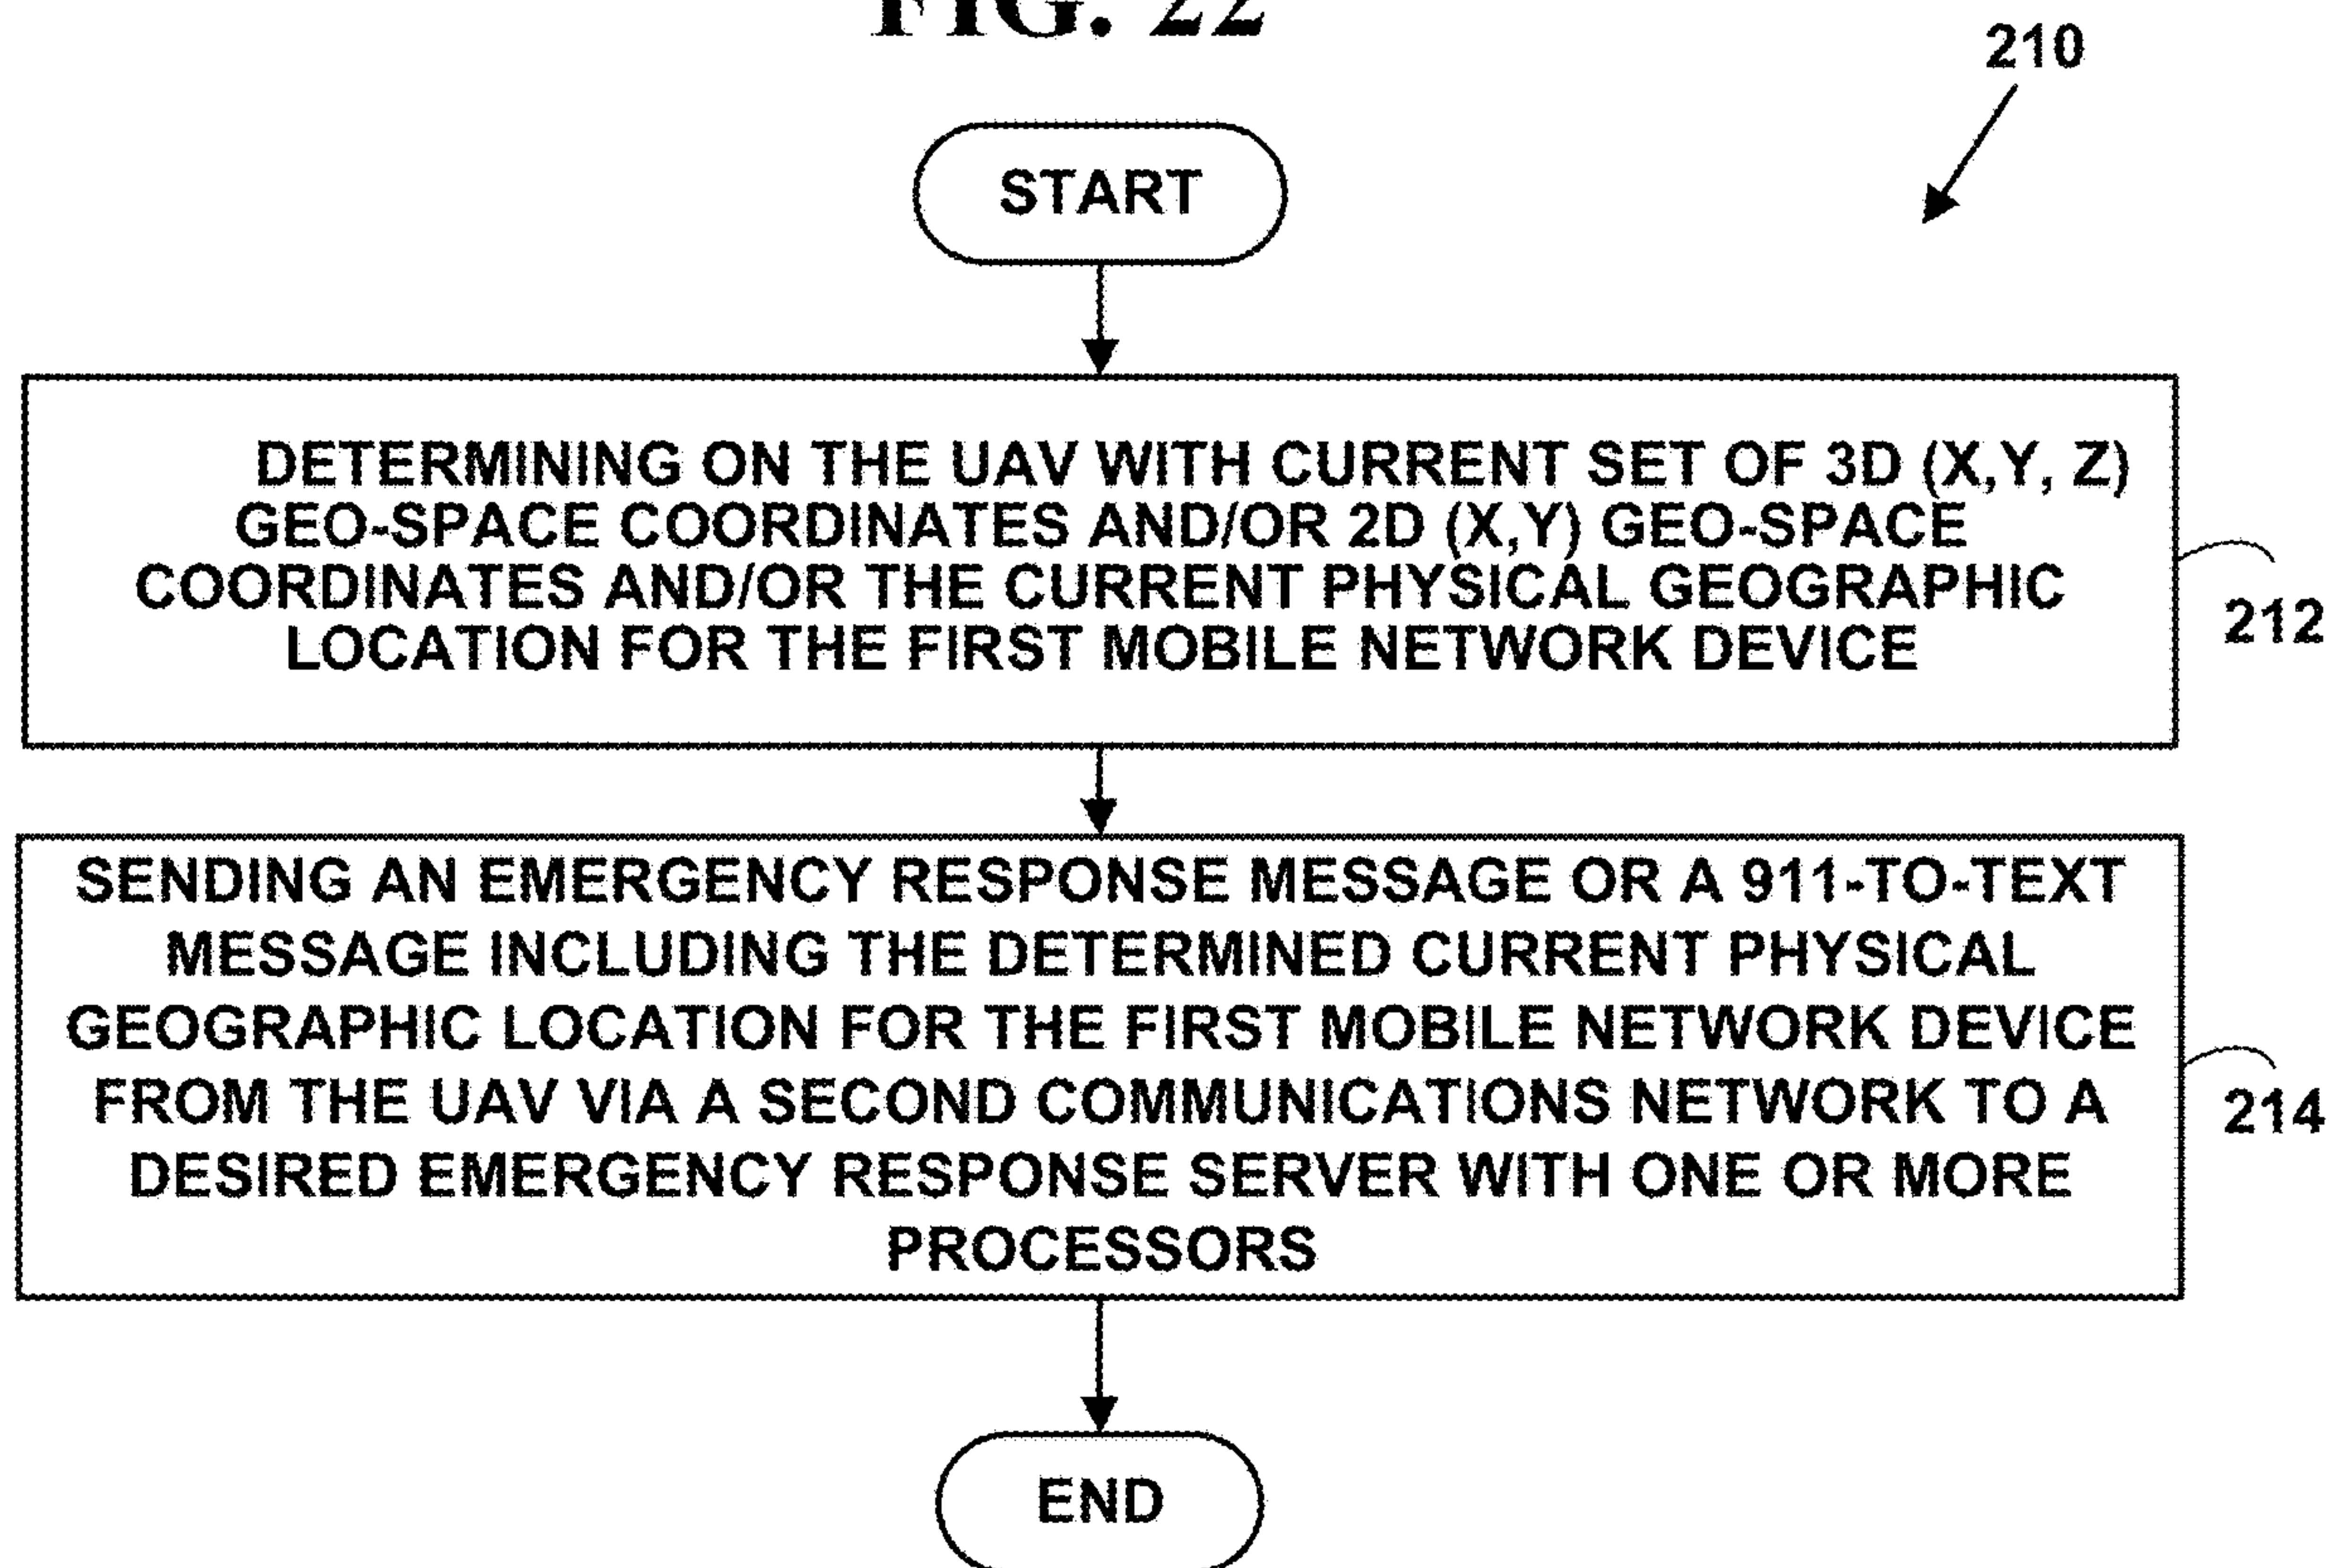 FIG. 22
210
START
DETERMINING ON THE UAV WITH CURRENT SET OF 3D (X,Y, Z)
GEO-SPACE COORDINATES AND/OR 2D (X,Y) GEO-SPACE
COORDINATES AND/OR THE CURRENT PHYSICAL GEOGRAPHIC
LOCATION FOR THE FIRST MOBILE NETWORK DEVICE
212
SENDING AN EMERGENCY RESPONSE MESSAGE OR A 911-TO-TEXT
MESSAGE INCLUDING THE DETERMINED CURRENT PHYSICAL
GEOGRAPHIC LOCATION FOR THE FIRST MOBILE NETWORK DEVICE
FROM THE UAV VIA A SECOND COMMUNICATIONS NETWORK TO A
DESIRED EMERGENCY RESPONSE SERVER WITH ONE OR MORE
PROCESSORS
214
END